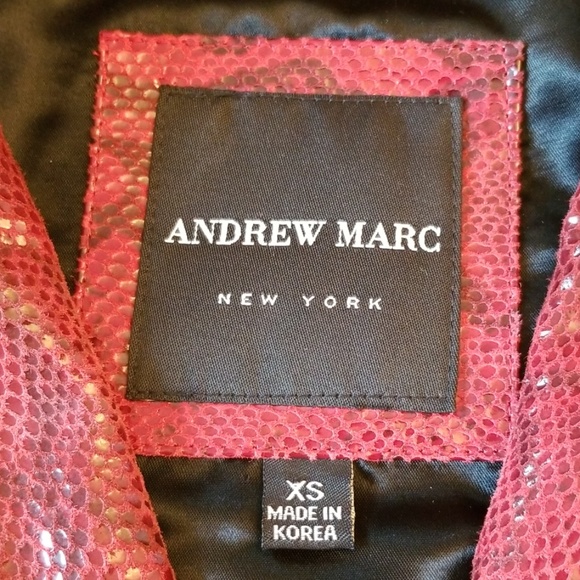 ANDREW MARC
NEW YORK
XS
MADE IN
KOREA